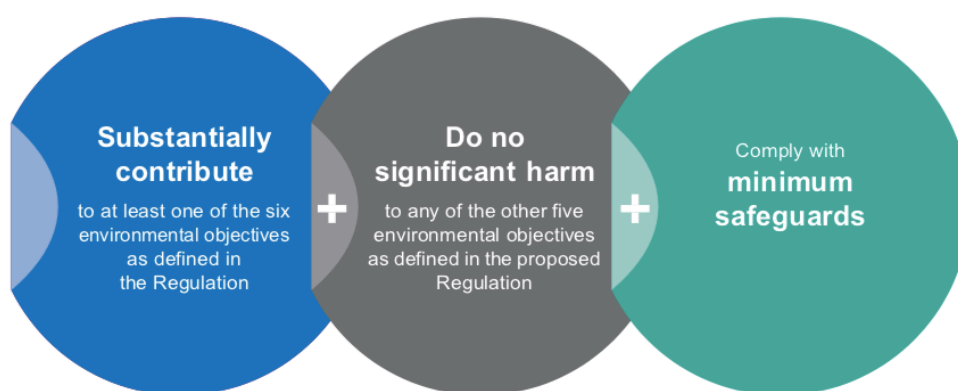 Substantially
contribute
to at least one of the six
environmental objectives
as defined in
the Regulation
+
Do no
significant harm
to any of the other five
environmental objectives
as defined in the proposed
Regulation
+
Comply with
minimum
safeguards